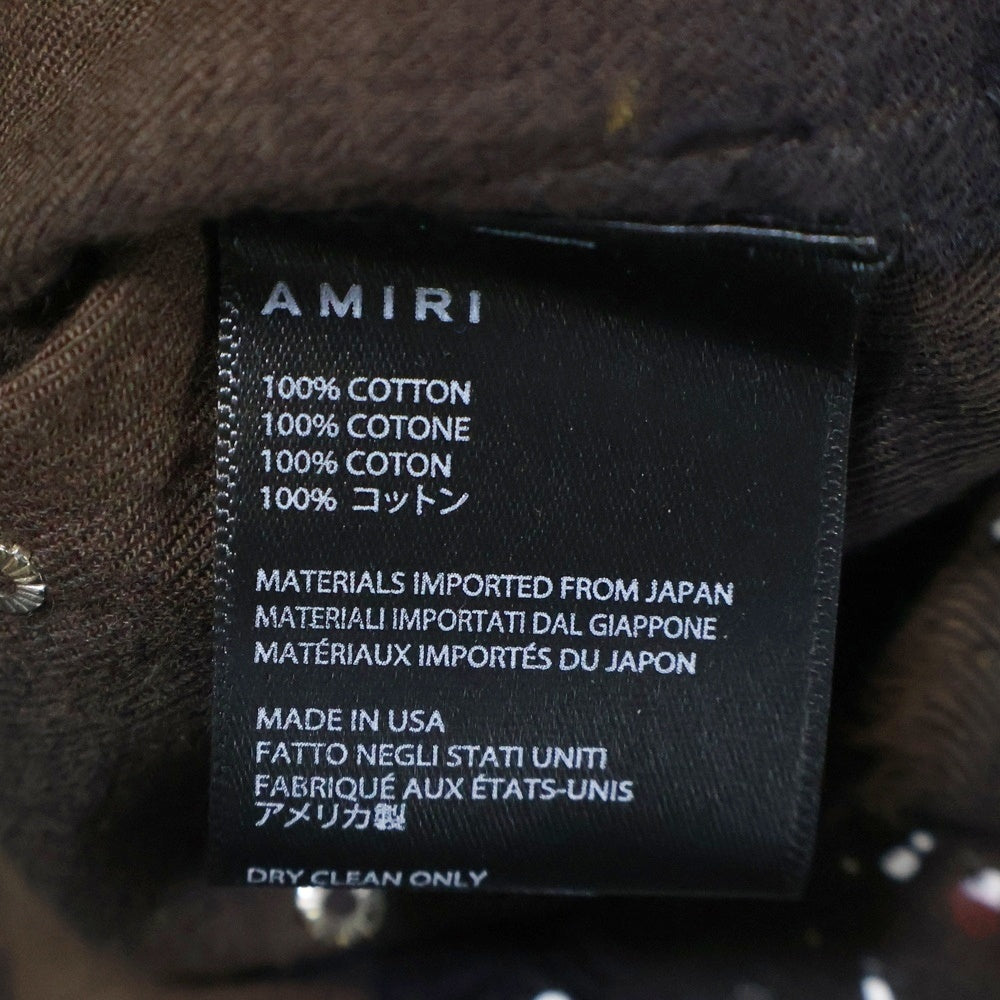 AMIRI
100% COTTON
100% COTONE
100% COTON
100% コットン
MATERIALS IMPORTED FROM JAPAN
MATERIALI IMPORTATI DAL GIAPPONE
MATÉRIAUX IMPORTÉS DU JAPON
MADE IN USA
FATTO NEGLI STATI UNITI
FABRIQUÉ AUX ÉTATS-UNIS
アメリカ製
DRY CLEAN ONLY